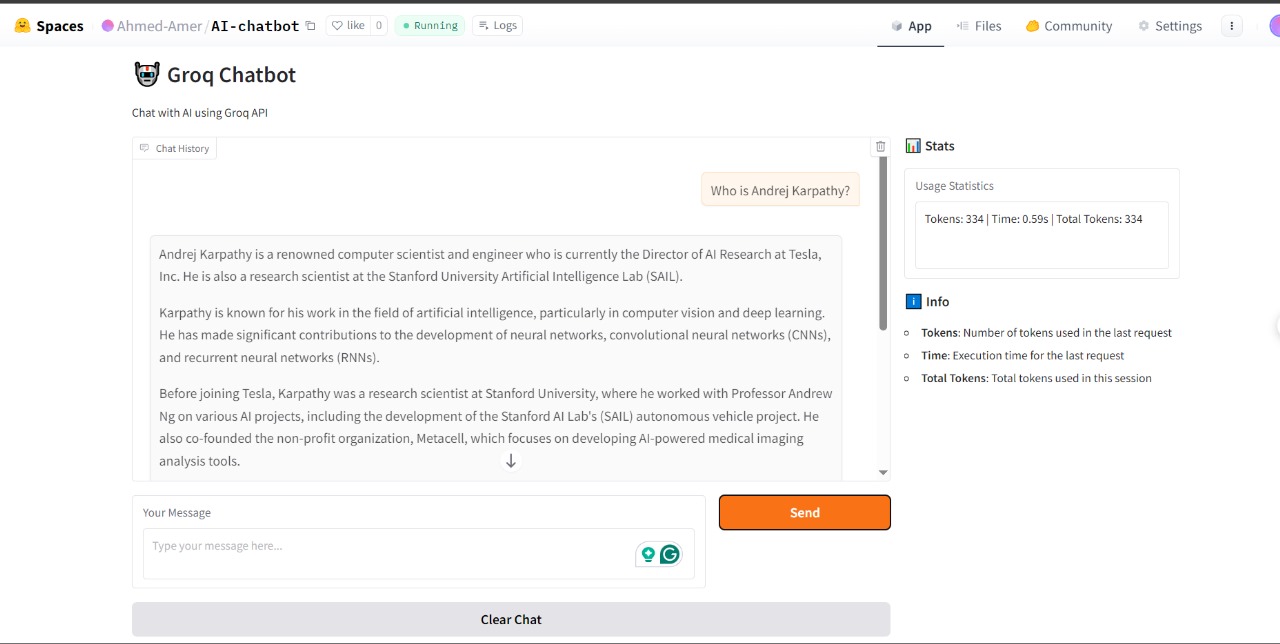 Spaces Ahmed-Amer/AI-chatbot like 0 Running Logs App Files Community Settings
Groq Chatbot
Chat with AI using Groq API
Chat History
Who is Andrej Karpathy?
Andrej Karpathy is a renowned computer scientist and engineer who is currently the Director of AI Research at Tesla,
Inc. He is also a research scientist at the Stanford University Artificial Intelligence Lab (SAIL).
Karpathy is known for his work in the field of artificial intelligence, particularly in computer vision and deep learning.
He has made significant contributions to the development of neural networks, convolutional neural networks (CNNs),
and recurrent neural networks (RNNs).
Before joining Tesla, Karpathy was a research scientist at Stanford University, where he worked with Professor Andrew
Ng on various AI projects, including the development of the Stanford AI Lab's (SAIL) autonomous vehicle project. He
also co-founded the non-profit organization, Metacell, which focuses on developing AI-powered medical imaging
analysis tools.
Your Message
Type your message here...
Send
Clear Chat
Stats
Usage Statistics
Tokens: 334 | Time: 0.59s | Total Tokens: 334
Info
Tokens: Number of tokens used in the last request
Time: Execution time for the last request
Total Tokens: Total tokens used in this session